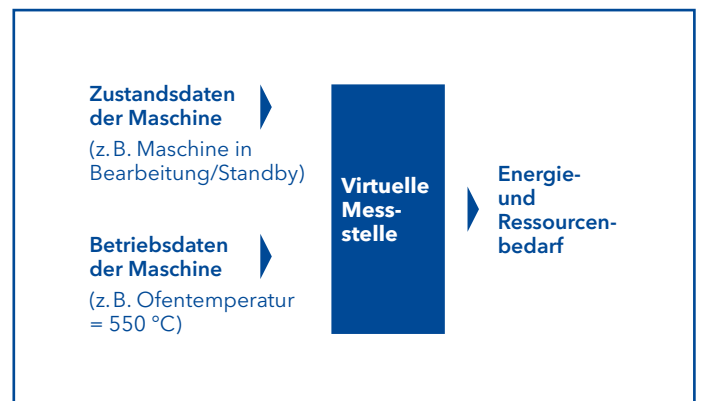 Zustandsdaten
der Maschine
(z. B. Maschine in
Bearbeitung/Standby)
Betriebsdaten
der Maschine
(z. B. Ofentemperatur
= 550 °C)
Virtuelle
Mess-
stelle
Energie-
und
Ressourcen-
bedarf